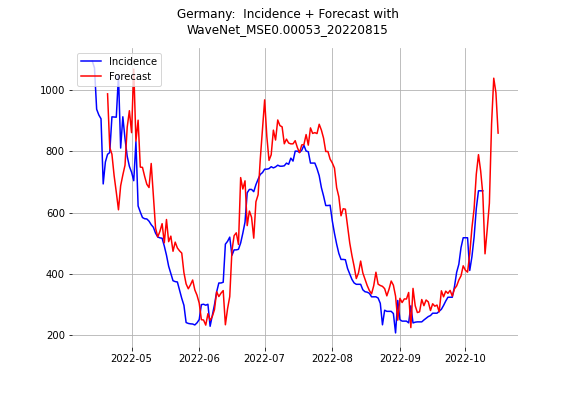 Germany:  Incidence + Forecast with
WaveNet_MSE0.00053_20220815
Incidence
Forecast
1000
800
600
400
200
2022-05
2022-06
2022-07
2022-08
2022-09
2022-10